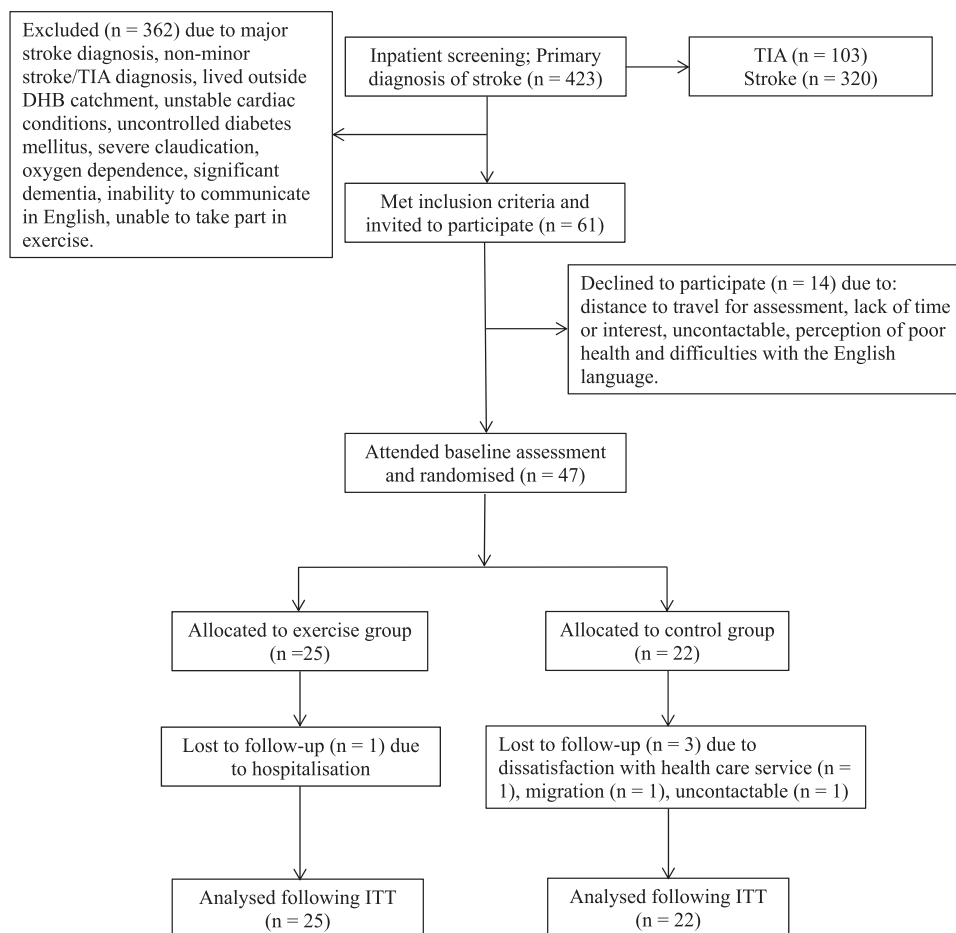 Excluded (n = 362) due to major
stroke diagnosis, non-minor
stroke/TIA diagnosis, lived outside
DHB catchment, unstable cardiac
conditions, uncontrolled diabetes
mellitus, severe claudication,
oxygen dependence, significant
dementia, inability to communicate
in English, unable to take part in
exercise.
Inpatient screening; Primary
diagnosis of stroke (n = 423)
TIA (n = 103)
Stroke (n = 320)
Met inclusion criteria and
invited to participate (n = 61)
Declined to participate (n = 14) due to:
distance to travel for assessment, lack of time
or interest, uncontactable, perception of poor
health and difficulties with the English
language.
Attended baseline assessment
and randomised (n = 47)
Allocated to exercise group
(n =25)
Allocated to control group
(n = 22)
Lost to follow-up (n = 1) due
to hospitalisation
Lost to follow-up (n = 3) due to
dissatisfaction with health care service (n =
1), migration (n = 1), uncontactable (n = 1)
Analysed following ITT
(n = 25)
Analysed following ITT
(n = 22)